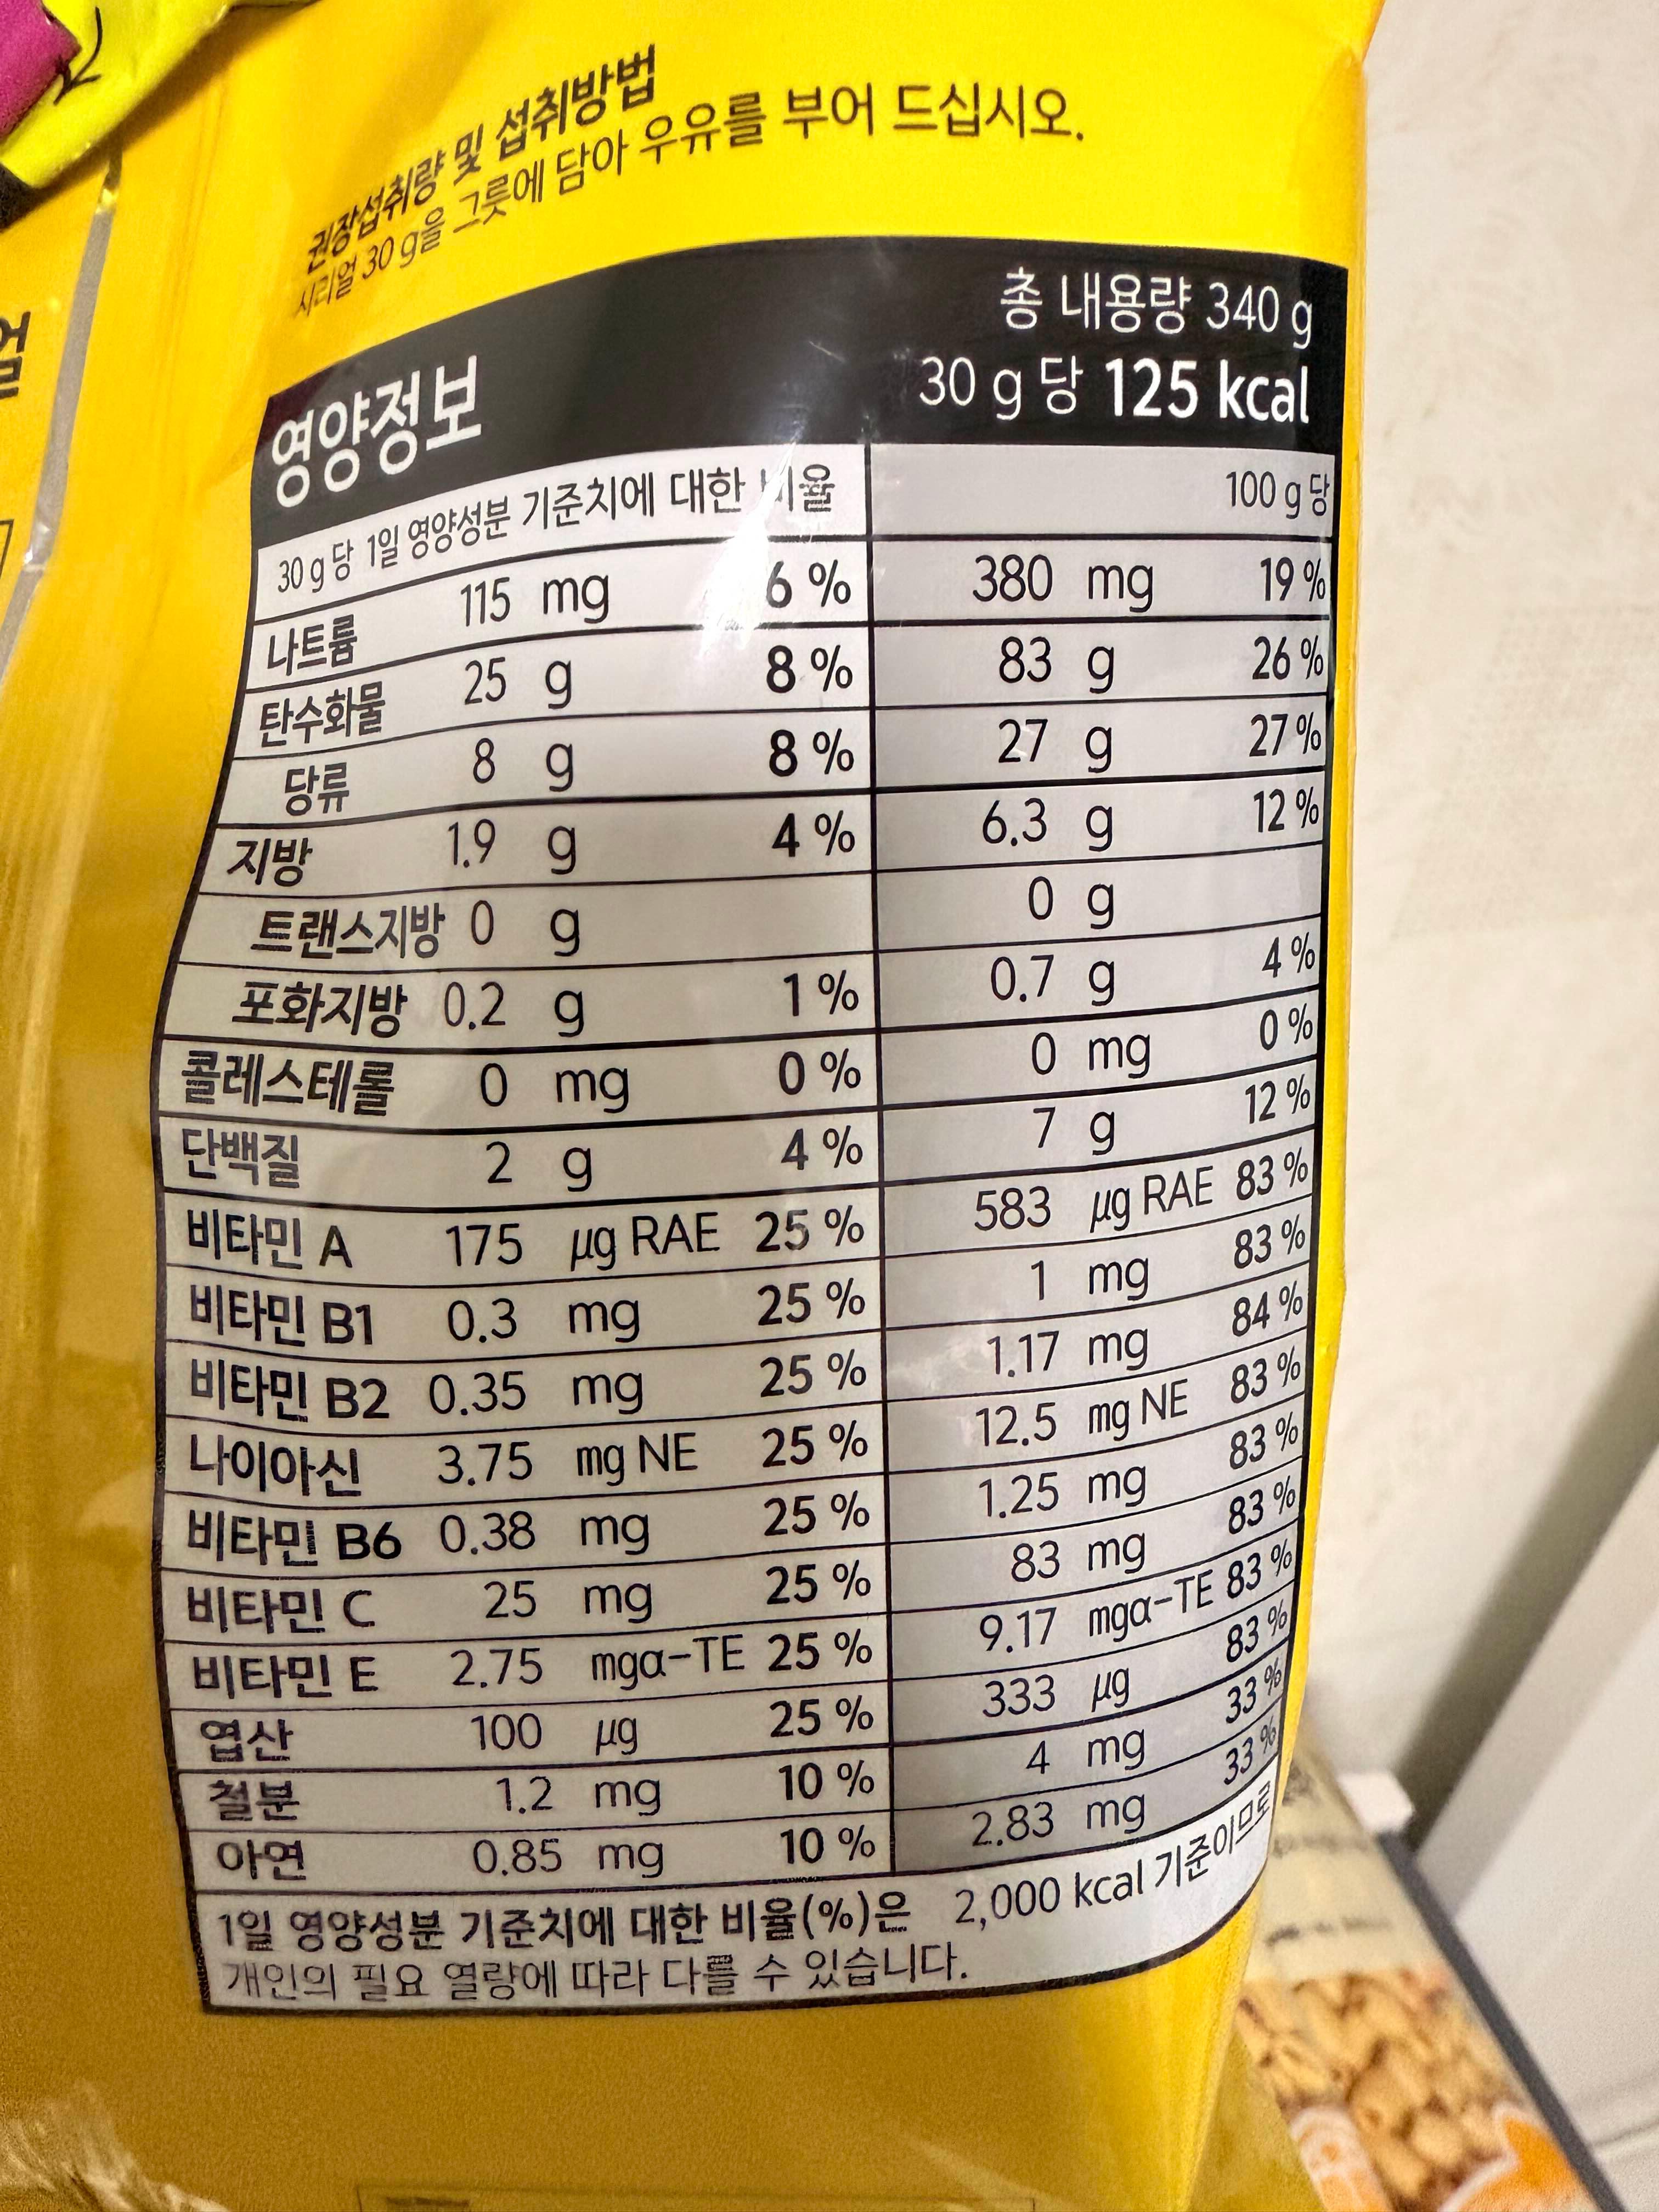 권장섭취량 및 섭취방법
시리얼 30 g을 그릇에 담아 우유를 부어 드십시오.
영양정보
총 내용량 340 g
30 g 당 125 kcal
30 g 당 1일 영양성분 기준치에 대한 비율 100 g 당
나트륨 115 mg 6 % 380 mg 19 %
탄수화물 25 g 8 % 83 g 26 %
당류 8 g 8 % 27 g 27 %
지방 1.9 g 4 % 6.3 g 12 %
트랜스지방 0 g 0 g
포화지방 0.2 g 1 % 0.7 g 4 %
콜레스테롤 0 mg 0 % 0 mg 0 %
단백질 2 g 4 % 7 g 12 %
비타민 A 175 μg RAE 25 % 583 μg RAE 83 %
비타민 B1 0.3 mg 25 % 1 mg 83 %
비타민 B2 0.35 mg 25 % 1.17 mg 84 %
나이아신 3.75 mg NE 25 % 12.5 mg NE 83 %
비타민 B6 0.38 mg 25 % 1.25 mg 83 %
비타민 C 25 mg 25 % 83 mg 83 %
비타민 E 2.75 mgα-TE 25 % 9.17 mgα-TE 83 %
엽산 100 μg 25 % 333 μg 83 %
철분 1.2 mg 10 % 4 mg 33 %
아연 0.85 mg 10 % 2.83 mg 33 %
1일 영양성분 기준치에 대한 비율(%)은 2,000 kcal 기준이므로
개인의 필요 열량에 따라 다를 수 있습니다.